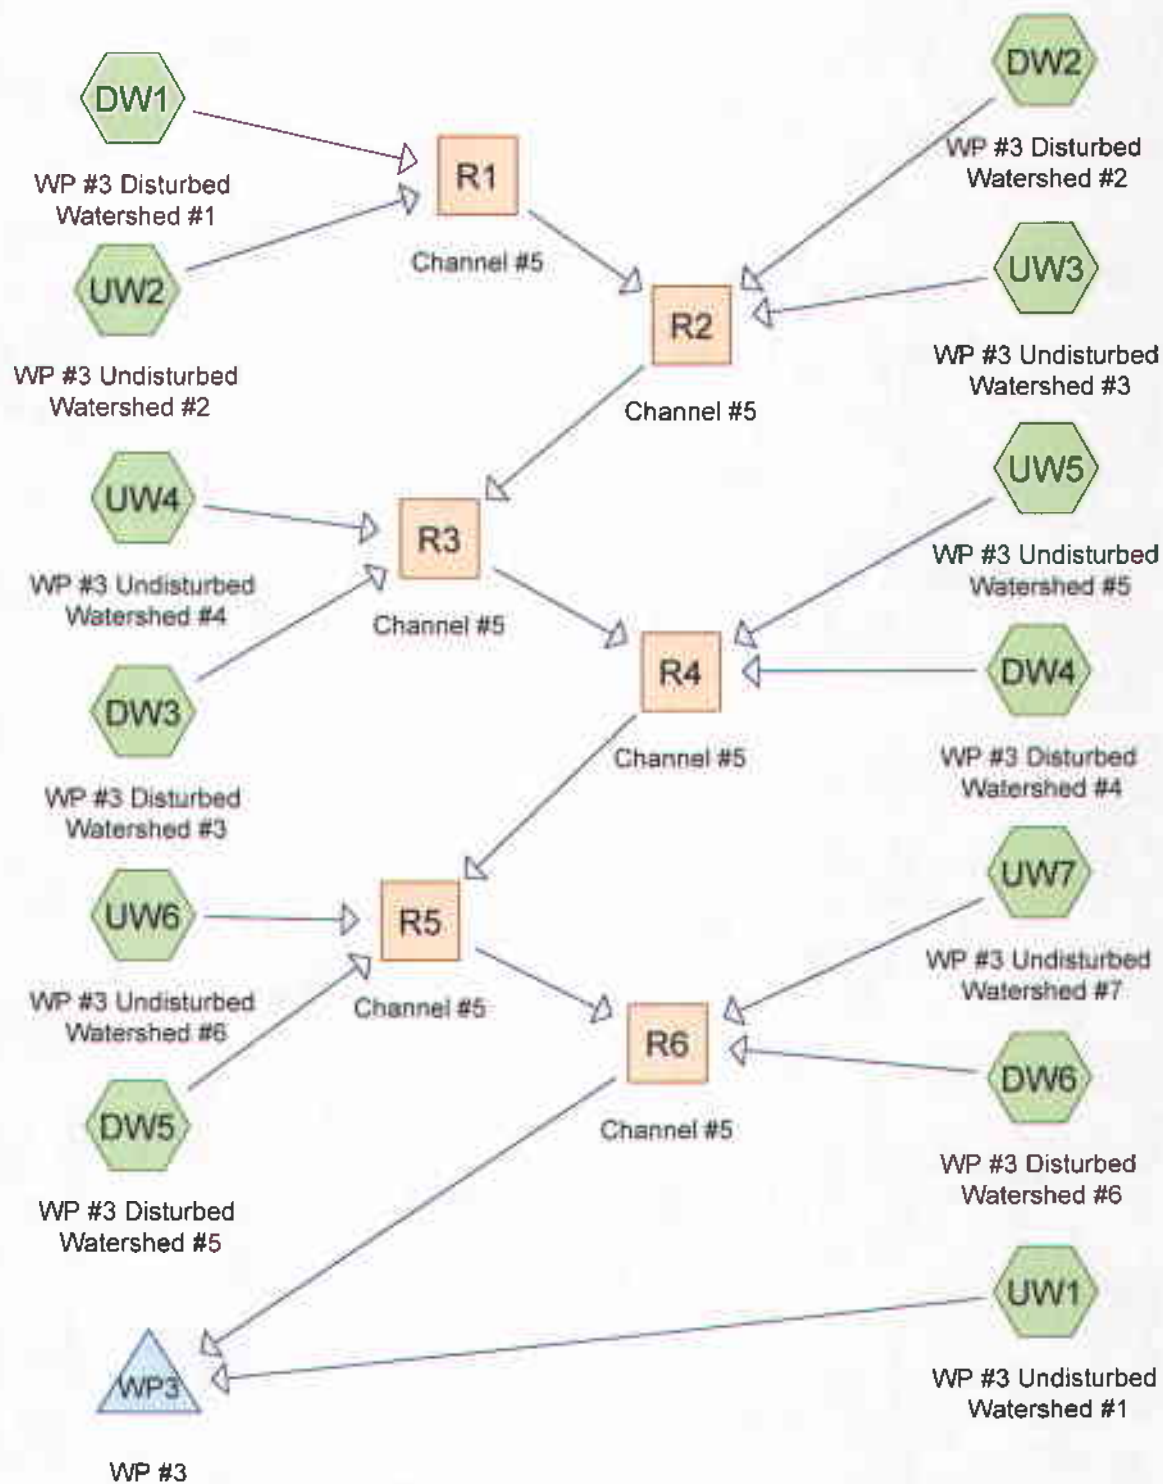 DW1
WP #3 Disturbed
Watershed #1
DW2
WP #3 Disturbed
Watershed #2
R1
Channel #5
UW2
WP #3 Undisturbed
Watershed #2
UW3
WP #3 Undisturbed
Watershed #3
R2
Channel #5
UW4
WP #3 Undisturbed
Watershed #4
UW5
WP #3 Undisturbed
Watershed #5
R3
Channel #5
DW3
WP #3 Disturbed
Watershed #3
R4
Channel #5
DW4
WP #3 Disturbed
Watershed #4
UW6
WP #3 Undisturbed
Watershed #6
R5
Channel #5
UW7
WP #3 Undisturbed
Watershed #7
R6
Channel #5
DW5
WP #3 Disturbed
Watershed #5
DW6
WP #3 Disturbed
Watershed #6
UW1
WP #3 Undisturbed
Watershed #1
WP3
WP #3